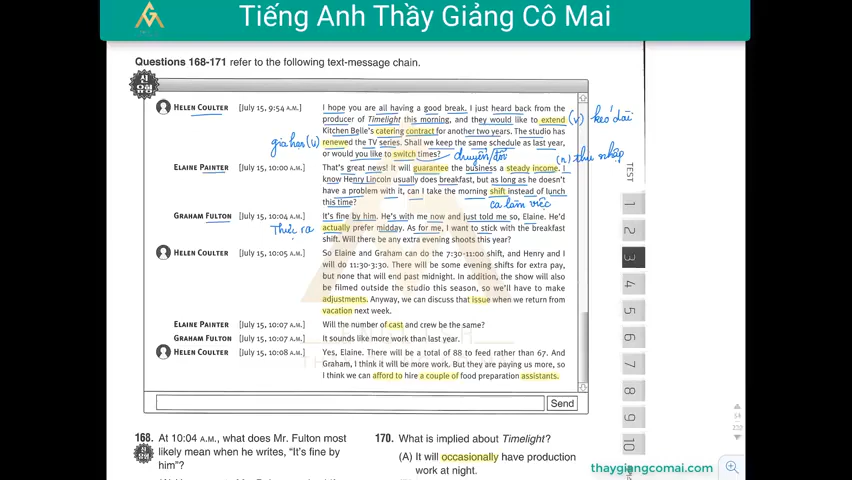 Tiếng Anh Thầy Giảng Cô Mai
Questions 168-171 refer to the following text-message chain.
HELEN COULTER [July 15, 9:54 A.M.] I hope you are all having a good break. I just heard back from the
producer of Timelight this morning, and they would like to extend (v) kéo dài
Kitchen Belle's catering contract for another two years. The studio has
gia hạn (v) renewed the TV series. Shall we keep the same schedule as last year,
or would you like to switch times? chuyển/đổi
ELAINE PAINTER [July 15, 10:00 A.M.] That's great news! It will guarantee the business a steady income. I (n) thu nhập
know Henry Lincoln usually does breakfast, but as long as he doesn't
have a problem with it, can I take the morning shift instead of lunch
this time? ca làm việc
GRAHAM FULTON [July 15, 10:04 A.M.] It's fine by him. He's with me now and just told me so, Elaine. He'd
Thực ra actually prefer midday. As for me, I want to stick with the breakfast
shift. Will there be any extra evening shoots this year?
HELEN COULTER [July 15, 10:05 A.M.] So Elaine and Graham can do the 7:30-11:00 shift, and Henry and I
will do 11:30-3:30. There will be some evening shifts for extra pay,
but none that will end past midnight. In addition, the show will also
be filmed outside the studio this season, so we'll have to make
adjustments. Anyway, we can discuss that issue when we return from
vacation next week.
ELAINE PAINTER [July 15, 10:07 A.M.] Will the number of cast and crew be the same?
GRAHAM FULTON [July 15, 10:07 A.M.] It sounds like more work than last year.
HELEN COULTER [July 15, 10:08 A.M.] Yes, Elaine. There will be a total of 88 to feed rather than 67. And
Graham, I think it will be more work. But they are paying us more, so
I think we can afford to hire a couple of food preparation assistants.
Send
TEST
1
2
3
4
5
6
7
8
9
10
168. At 10:04 A.M., what does Mr. Fulton most
likely mean when he writes, "It's fine by
him"?
170. What is implied about Timelight?
(A) It will occasionally have production
work at night.
thaygiangcomai.com